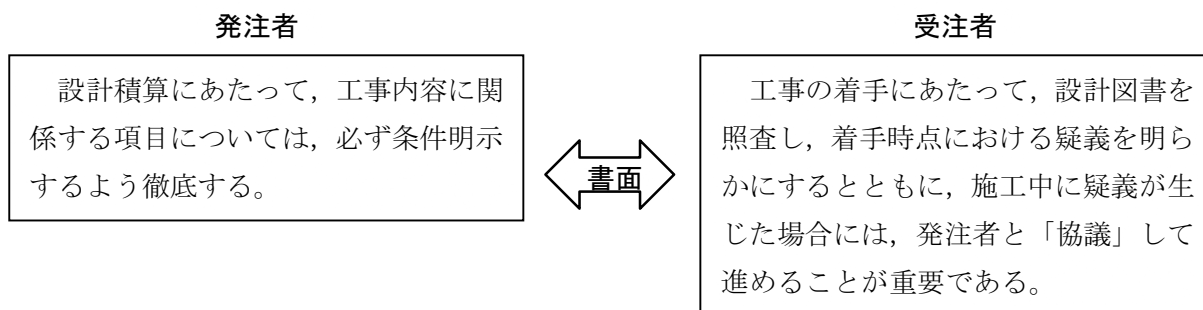 発注者
設計積算にあたって，工事内容に関
係する項目については，必ず条件明示
するよう徹底する。
書面
受注者
工事の着手にあたって，設計図書を
照査し，着手時点における疑義を明ら
かにするとともに，施工中に疑義が生
じた場合には，発注者と「協議」して
進めることが重要である。